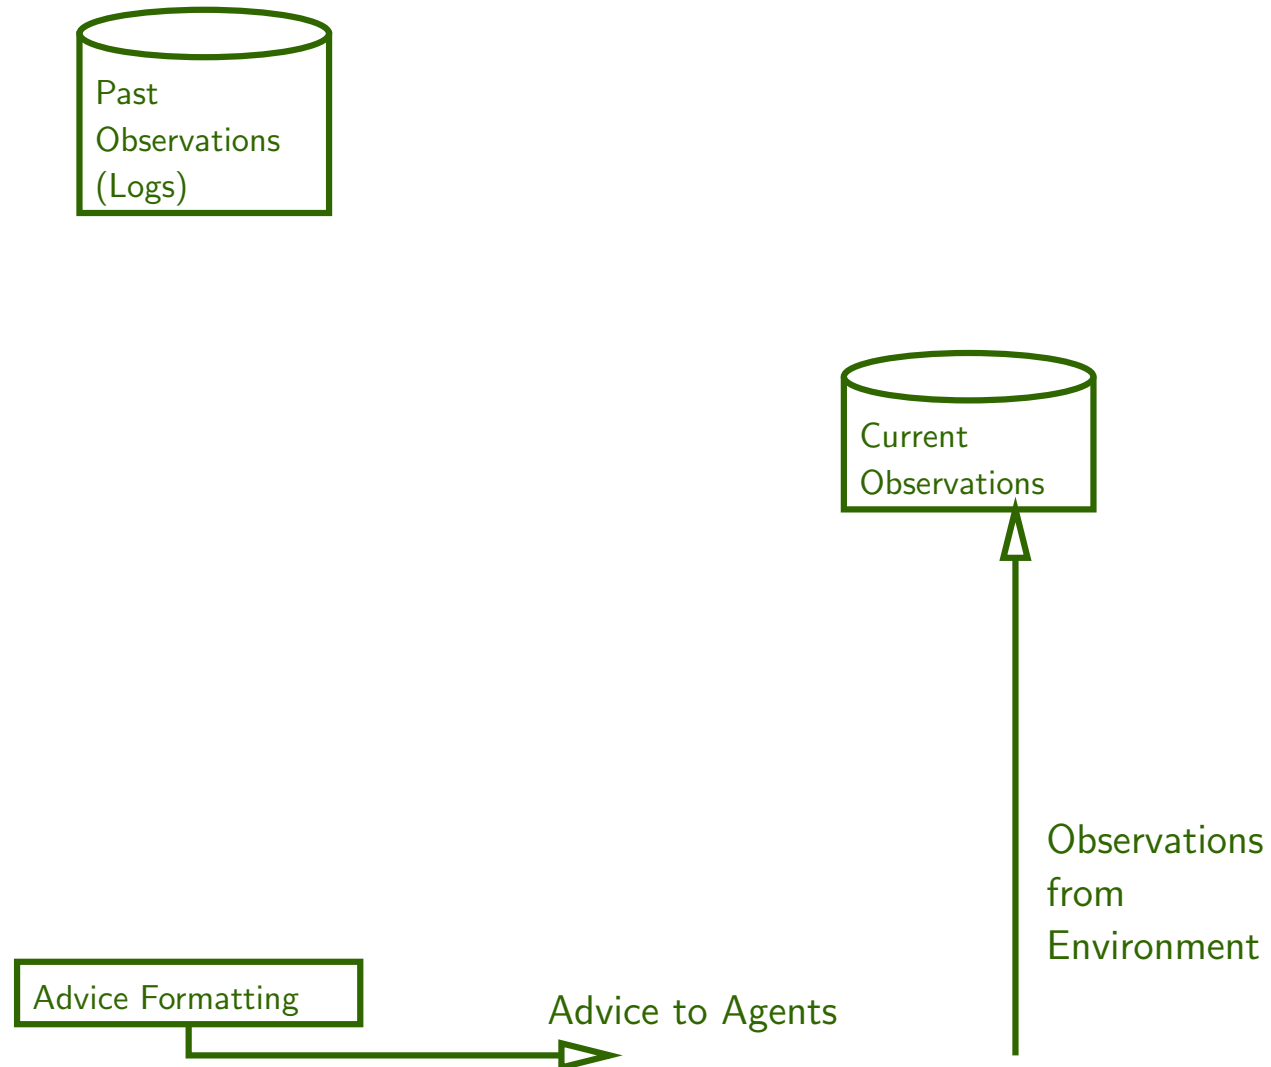 Past
Observations
(Logs)
Current
Observations
Observations
from
Environment
Advice Formatting
Advice to Agents